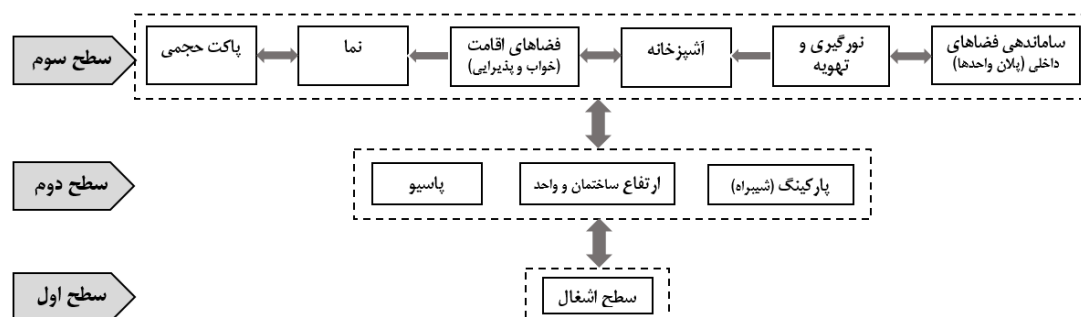 سطح سوم
ساماندهی فضاهای
داخلی (پلان واحدها)
نورگیری و
تهویه
آشپزخانه
فضاهای اقامت
(خواب و پذیرایی)
نما
پاکت حجمی
سطح دوم
پارکینگ (شیبراه)
ارتفاع ساختمان و واحد
پاسیو
سطح اول
سطح اشغال